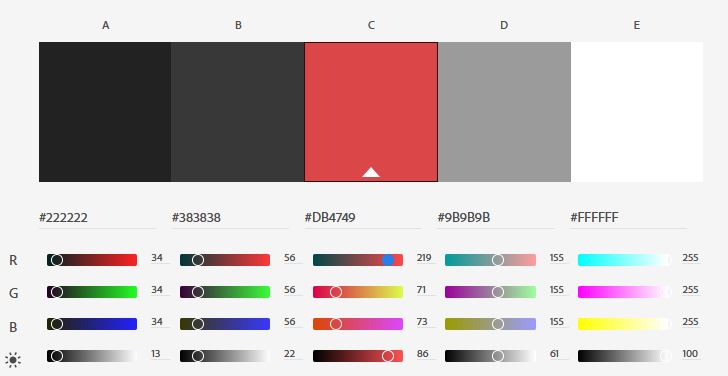 A B C D E
#222222 #383838 #DB4749 #9B9B9B #FFFFFF
R 34 56 219 155 255
G 34 56 71 155 255
B 34 56 73 155 255
13 22 86 61 100